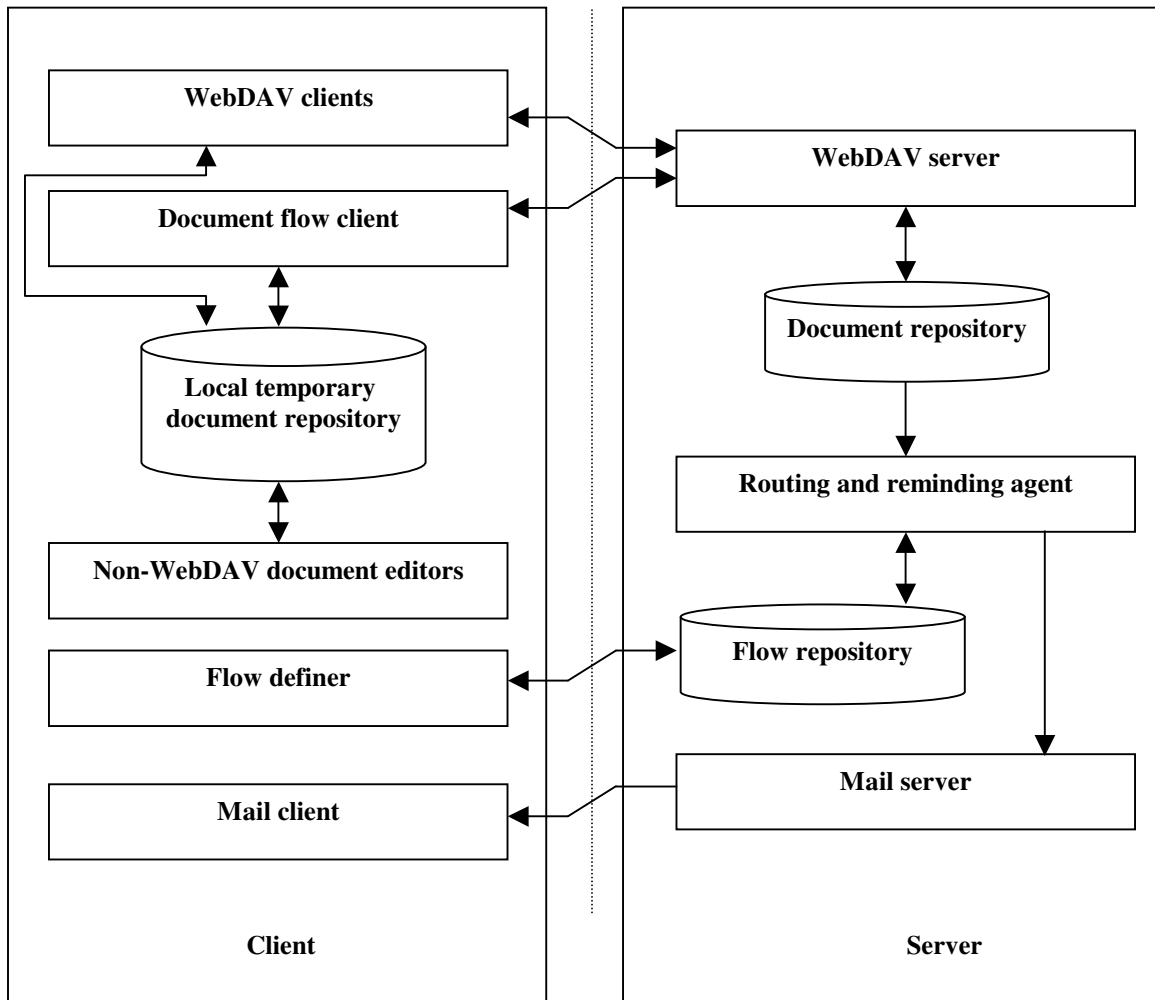 WebDAV clients
Document flow client
Local temporary
document repository
Non-WebDAV document editors
Flow definer
Mail client
Client
WebDAV server
Document repository
Routing and reminding agent
Flow repository
Mail server
Server